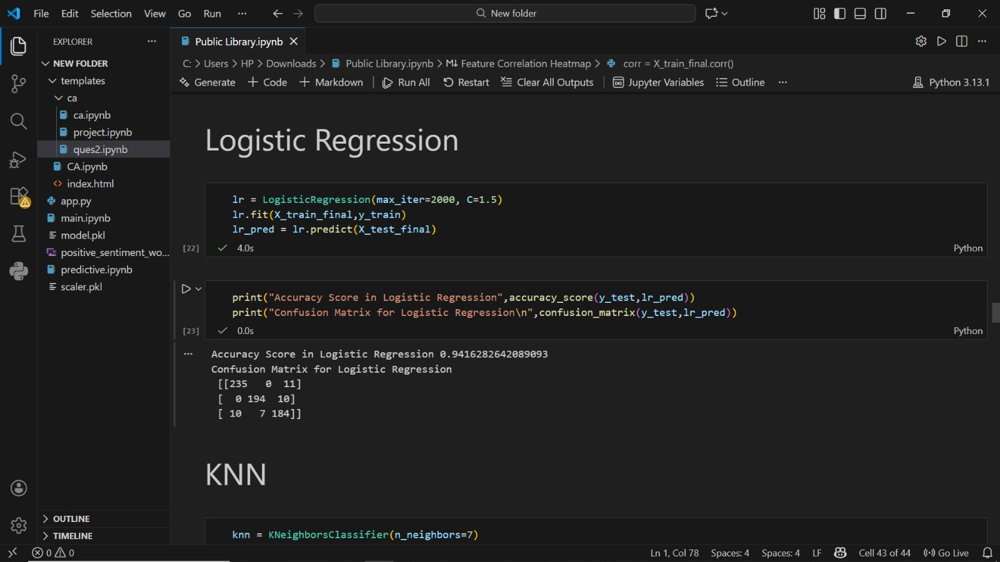 File Edit Selection View Go Run ···
New folder
EXPLORER ···
NEW FOLDER
templates
ca
ca.ipynb
project.ipynb
ques2.ipynb
CA.ipynb
index.html
app.py
main.ipynb
model.pkl
positive_sentiment_wo...
predictive.ipynb
scaler.pkl
OUTLINE
TIMELINE
Public Library.ipynb
C: > Users > HP > Downloads > Public Library.ipynb > M↓ Feature Correlation Heatmap > corr = X_train_final.corr()
Generate + Code + Markdown | Run All Restart Clear All Outputs | Jupyter Variables Outline ··· Python 3.13.1
Logistic Regression
lr = LogisticRegression(max_iter=2000, C=1.5)
lr.fit(X_train_final,y_train)
lr_pred = lr.predict(X_test_final)
[22] ✓ 4.0s Python
print("Accuracy Score in Logistic Regression",accuracy_score(y_test,lr_pred))
print("Confusion Matrix for Logistic Regression\n",confusion_matrix(y_test,lr_pred))
[23] ✓ 0.0s Python
··· Accuracy Score in Logistic Regression 0.9416282642089093
Confusion Matrix for Logistic Regression
[[235   0  11]
[  0 194  10]
[ 10   7 184]]
KNN
knn = KNeighborsClassifier(n_neighbors=7)
0 0 Ln 1, Col 78 Spaces: 4 Spaces: 4 LF Cell 43 of 44 Go Live